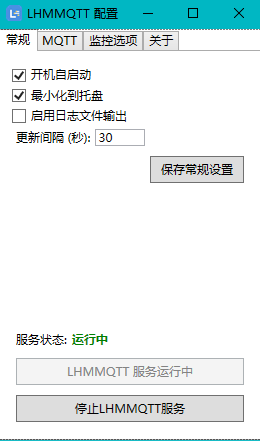 LHMMQTT 配置
常规 MQTT 监控选项 关于
开机自启动
最小化到托盘
启用日志文件输出
更新间隔 (秒): 30
保存常规设置
服务状态: 运行中
LHMMQTT 服务运行中
停止LHMMQTT服务